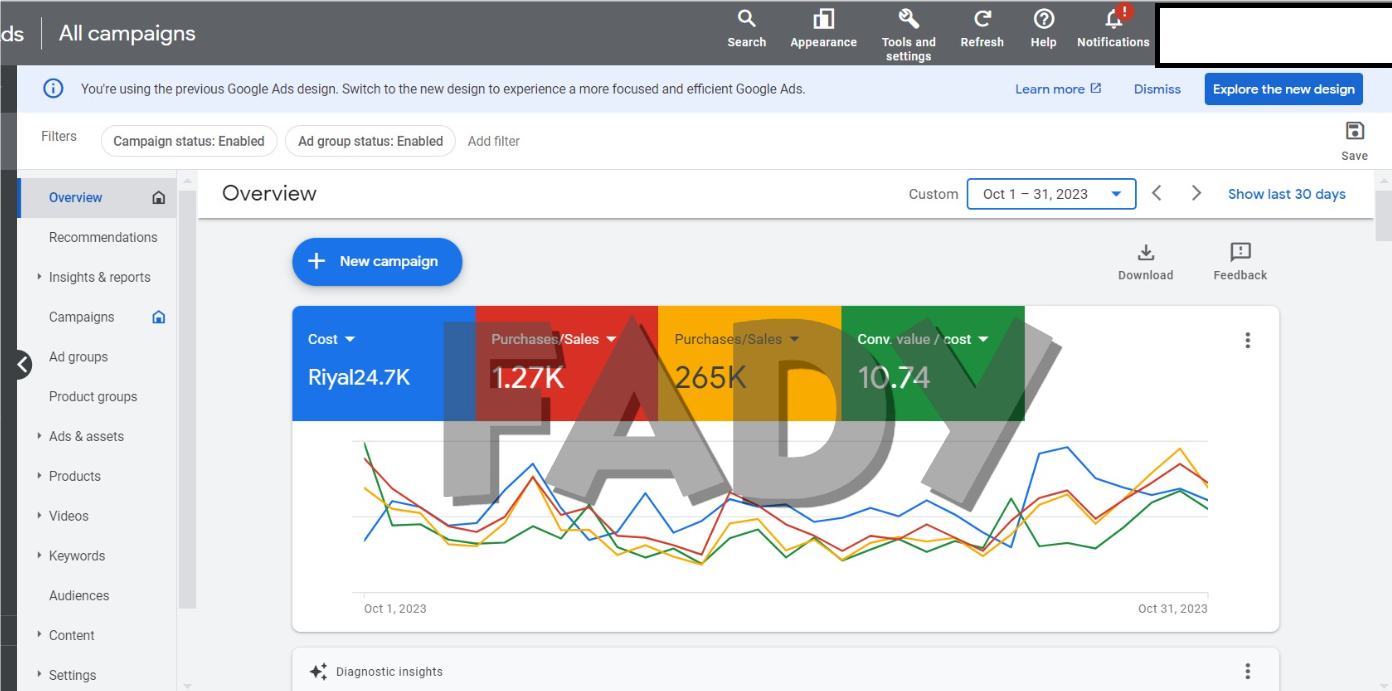 ds
All campaigns
Search
Appearance
Tools and
settings
Refresh
Help
!
Notifications
You're using the previous Google Ads design. Switch to the new design to experience a more focused and efficient Google Ads.
Learn more
Dismiss
Explore the new design
Filters
Campaign status: Enabled
Ad group status: Enabled
Add filter
Save
Overview
Recommendations
Insights & reports
Campaigns
Ad groups
Product groups
Ads & assets
Products
Videos
Keywords
Audiences
Content
Settings
Overview
Custom
Oct 1 – 31, 2023
Show last 30 days
New campaign
Download
Feedback
Cost
Riyal24.7K
Purchases/Sales
1.27K
Purchases/Sales
265K
Conv. value / cost
10.74
FADY
Oct 1, 2023
Oct 31, 2023
Diagnostic insights